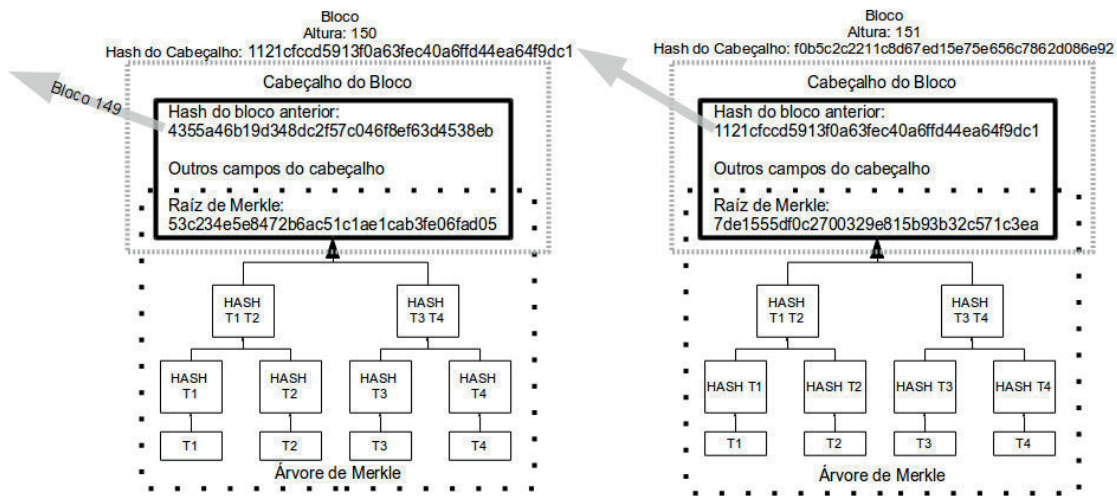 Bloco
Altura: 150
Hash do Cabeçalho: 1121cfccd5913f0a63fec40a6ffd44ea64f9dc1
Bloco 149
Cabeçalho do Bloco
Hash do bloco anterior:
4355a46b19d348dc2f57c046f8ef63d4538eb
Outros campos do cabeçalho
Raíz de Merkle:
53c234e5e8472b6ac51c1ae1cab3fe06fad05
HASH
T1 T2
HASH
T3 T4
HASH
T1
HASH
T2
HASH
T3
HASH
T4
T1
T2
T3
T4
Árvore de Merkle
Bloco
Altura: 151
Hash do Cabeçalho: f0b5c2c2211c8d67ed15e75e656c7862d086e92
Cabeçalho do Bloco
Hash do bloco anterior:
1121cfccd5913f0a63fec40a6ffd44ea64f9dc1
Outros campos do cabeçalho
Raíz de Merkle:
7de1555df0c2700329e815b93b32c571c3ea
HASH
T1 T2
HASH
T3 T4
HASH T1
HASH T2
HASH T3
HASH T4
T1
T2
T3
T4
Árvore de Merkle